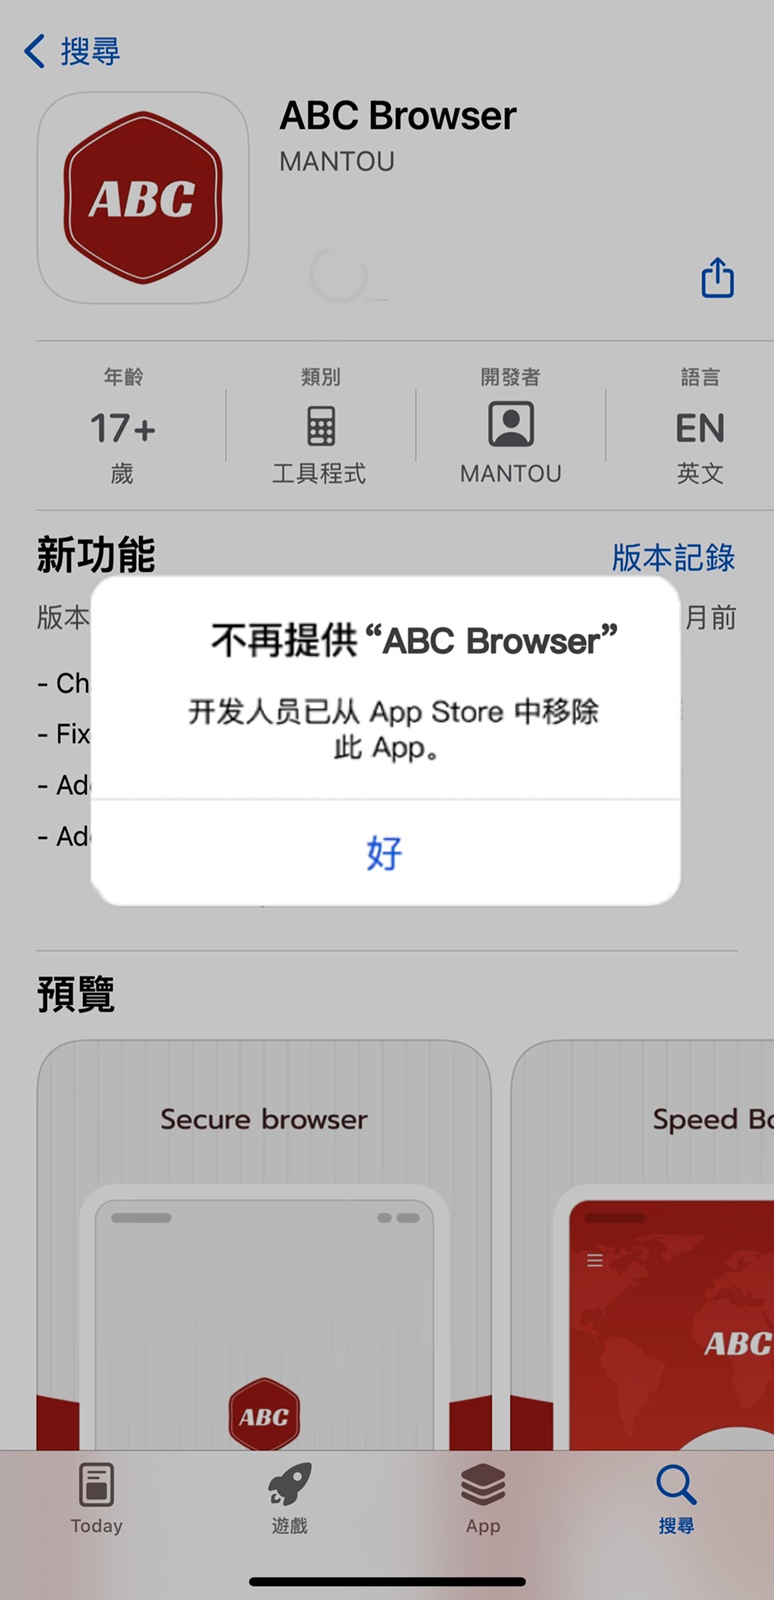 搜尋
ABC
ABC Browser
MANTOU
年齡
類別
開發者
語言
17+
EN
歲
工具程式
MANTOU
英文
新功能
版本記錄
版本
月前
- Ch
- Fix
- Ad
- Ad
不再提供“ABC Browser”
开发人员已从 App Store 中移除
此 App。
好
預覽
Secure browser
Speed Bo
ABC
ABC
Today
遊戲
App
搜尋